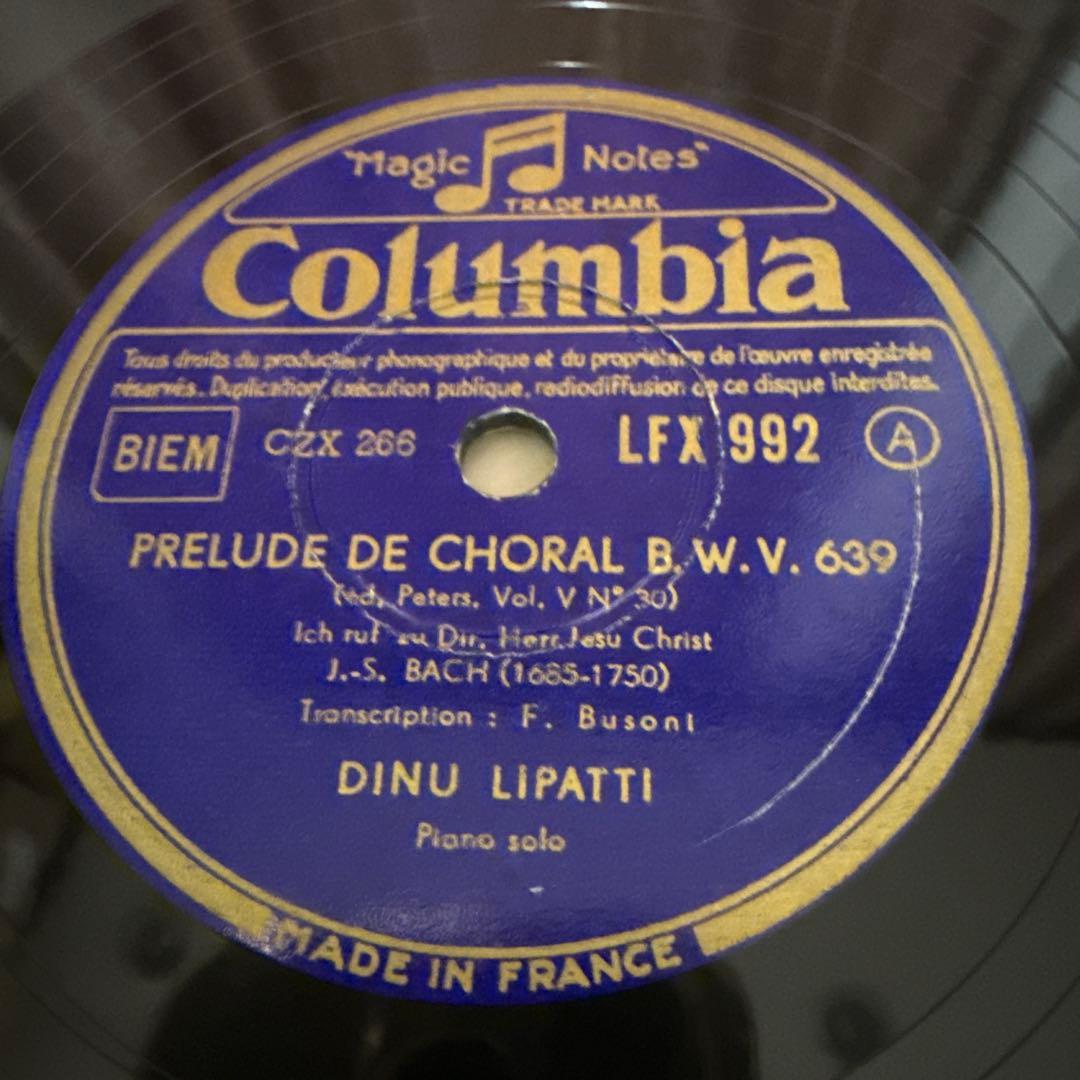 "Magic Notes"
TRADE MARK
Columbia
Tous droits du producteur phonographique et du propriétaire de l'œuvre enregistrée
réservés. Duplication, exécution publique, radiodiffusion de ce disque interdites.
BIEM CZX 266 LFX 992 A
PRELUDE DE CHORAL B.W.V. 639
(éd. Peters. Vol. V N° 30)
Ich ruf zu Dir. Herr Jesu Christ
J.-S. BACH (1685-1750)
Transcription : F. Busoni
DINU LIPATTI
Piano solo
MADE IN FRANCE